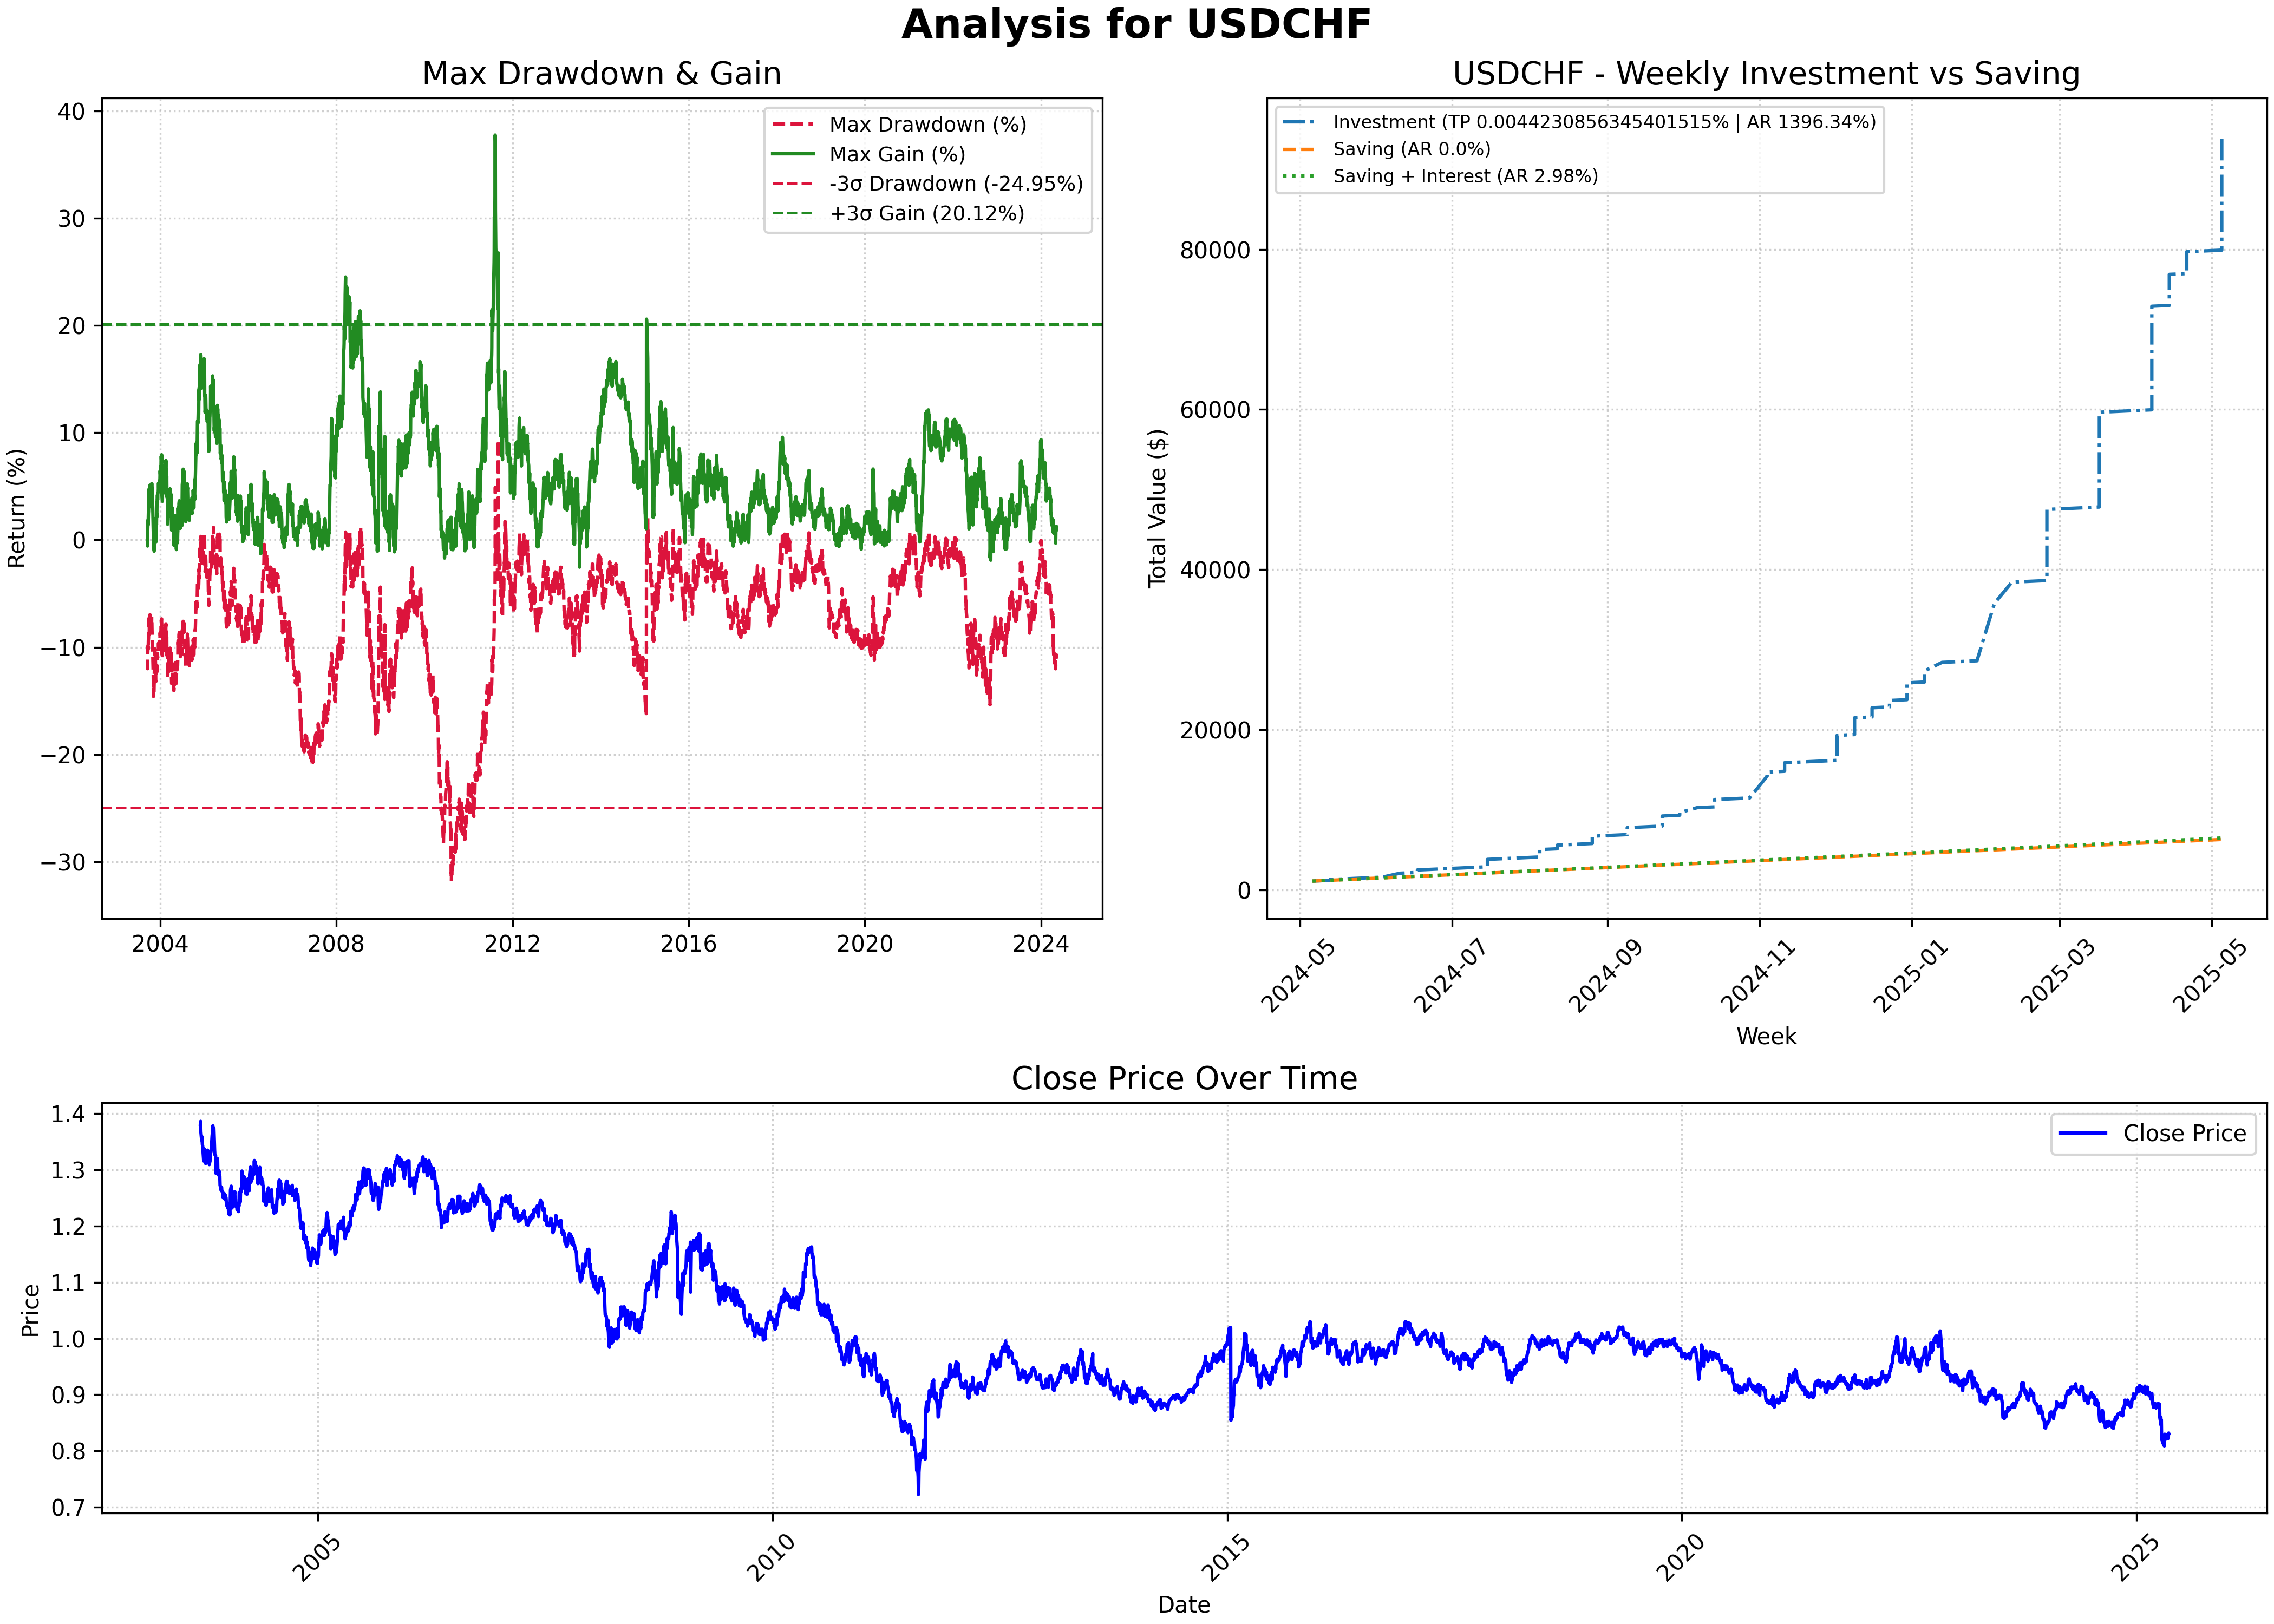 Analysis for USDCHF
Max Drawdown & Gain
Return (%)
40
30
20
10
0
−10
−20
−30
2004
2008
2012
2016
2020
2024
Max Drawdown (%)
Max Gain (%)
-3σ Drawdown (-24.95%)
+3σ Gain (20.12%)
USDCHF - Weekly Investment vs Saving
Total Value ($)
80000
60000
40000
20000
0
2024-05
2024-07
2024-09
2024-11
2025-01
2025-03
2025-05
Week
Investment (TP 0.0044230856345401515% | AR 1396.34%)
Saving (AR 0.0%)
Saving + Interest (AR 2.98%)
Close Price Over Time
Price
1.4
1.3
1.2
1.1
1.0
0.9
0.8
0.7
2005
2010
2015
2020
2025
Date
Close Price